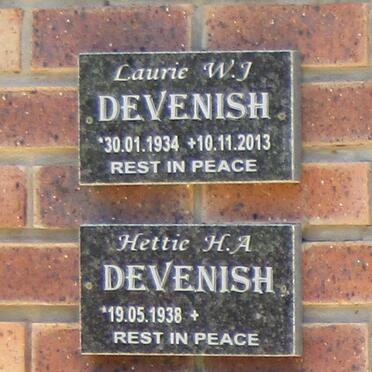 Laurie W.J
DEVENISH
*30.01.1934 +10.11.2013
REST IN PEACE
Hettie H.A
DEVENISH
*19.05.1938 +
REST IN PEACE